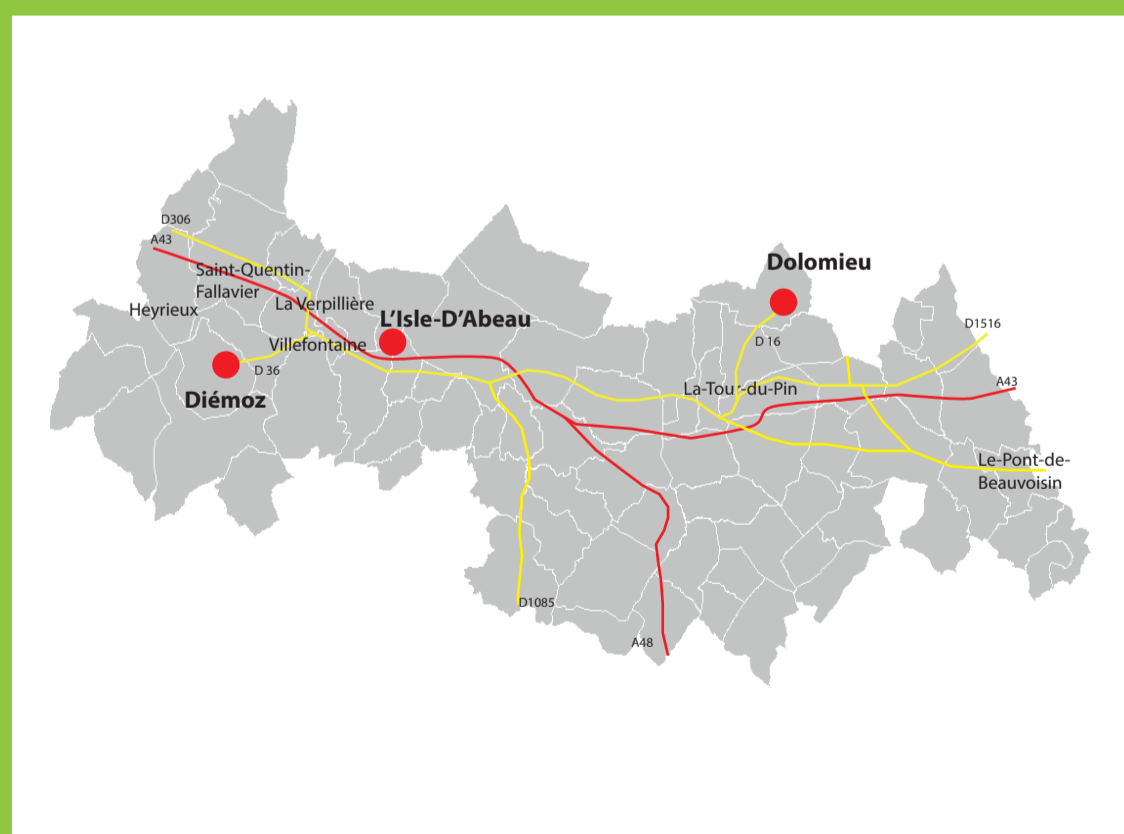 D306
A43
Saint-Quentin-
Fallavier
Dolomieu
Heyrieux
La Verpillière
L'Isle-D'Abeau
D1516
Villefontaine
D 16
D 36
Diémoz
La-Tour-du-Pin
A43
Le-Pont-de-
Beauvoisin
D1085
A48